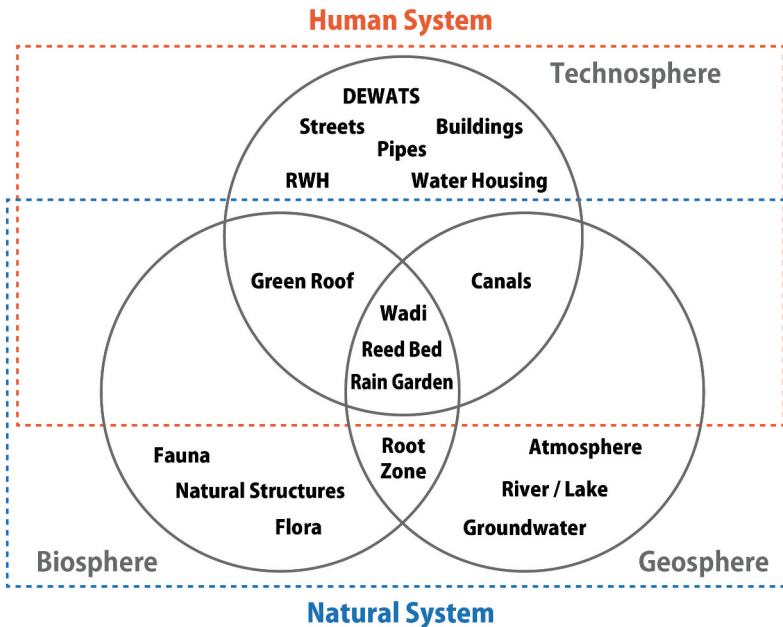 Human System
Technosphere
DEWATS
Streets
Buildings
Pipes
RWH
Water Housing
Green Roof
Canals
Wadi
Reed Bed
Rain Garden
Fauna
Root
Zone
Atmosphere
Natural Structures
River / Lake
Flora
Groundwater
Biosphere
Geosphere
Natural System